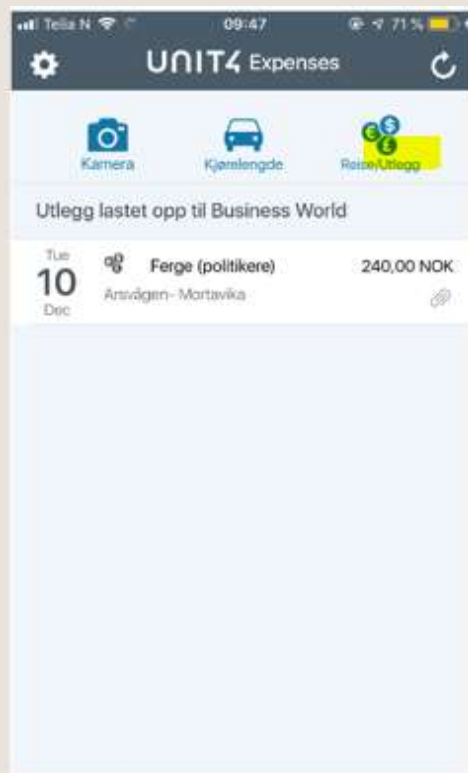 Telia N 09:47 71 %
UNIT4 Expenses
Kamera Kjørelengde Reise/Utlegg
Utlegg lastet opp til Business World
Tue
10
Dec
Ferge (politikere) 240,00 NOK
Arsvågen- Mortavika